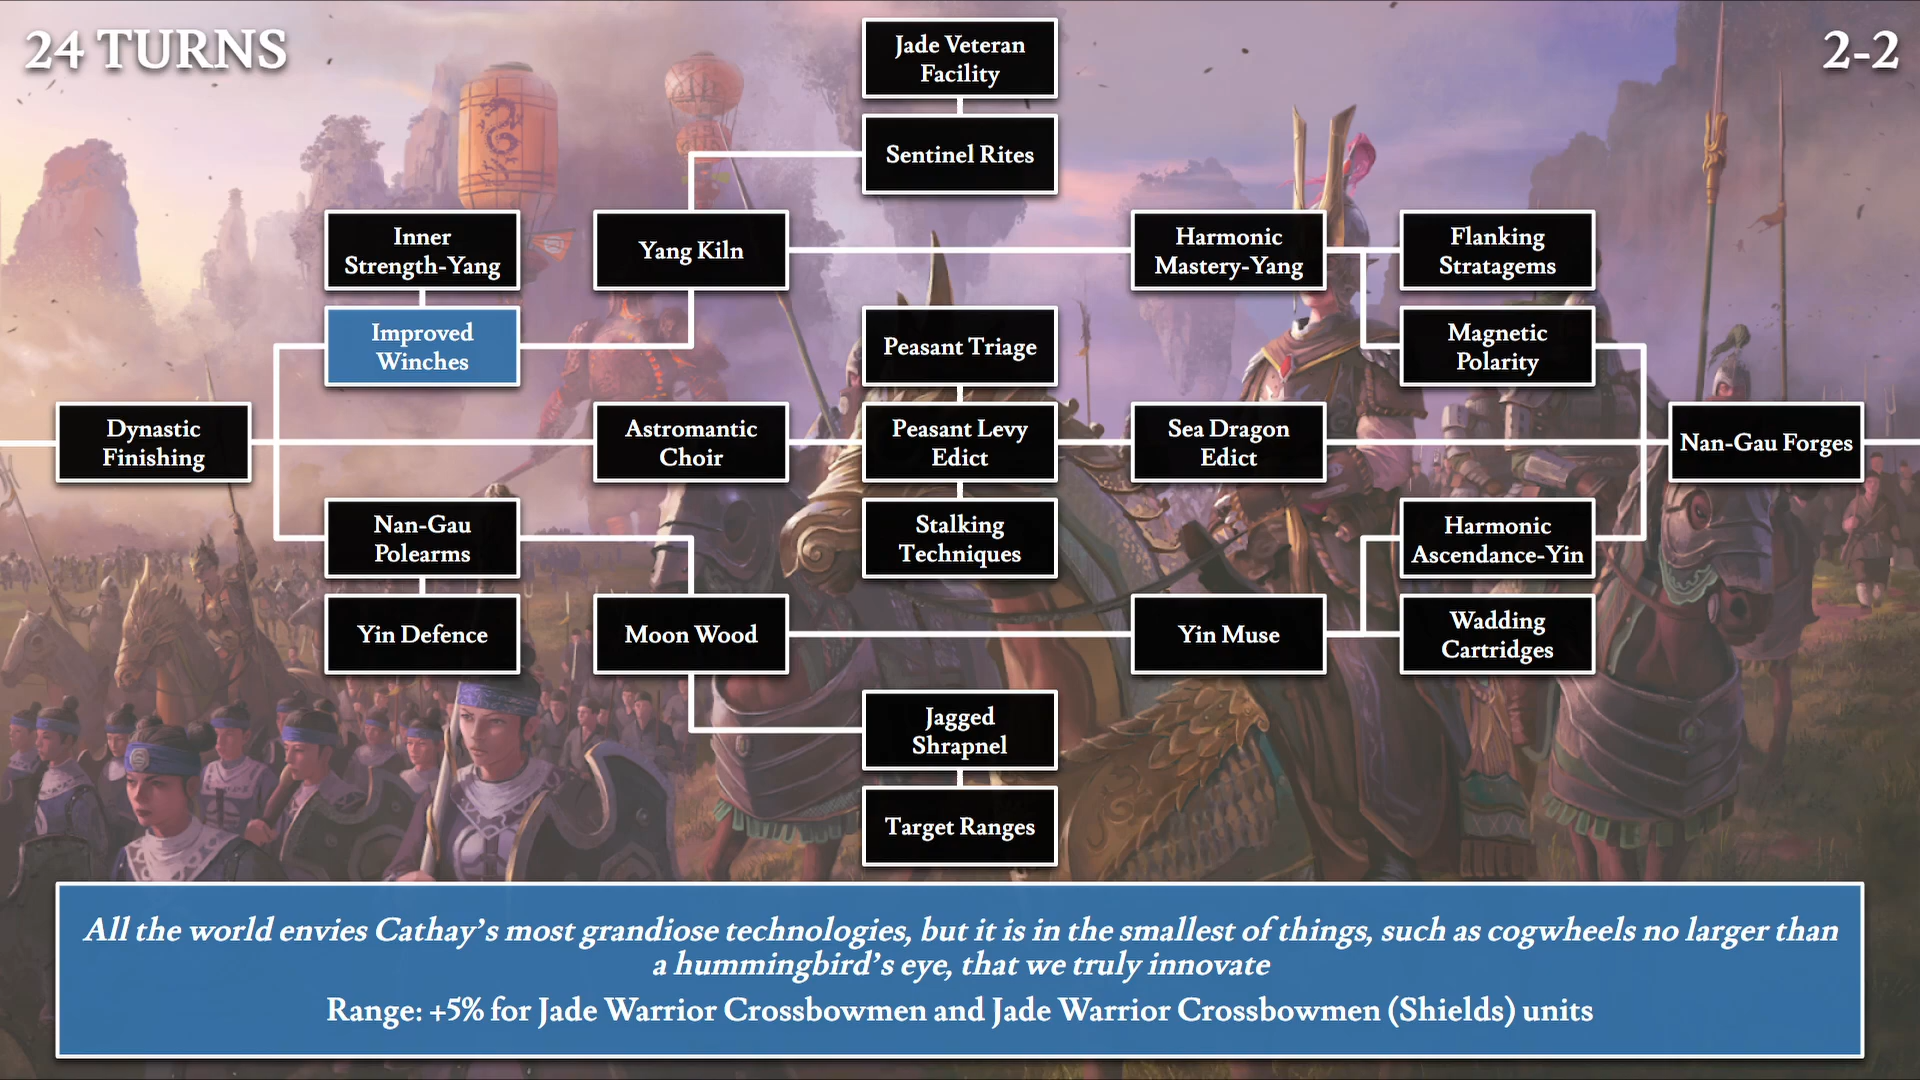 24 TURNS
2-2
Jade Veteran
Facility
Sentinel Rites
Inner
Strength-Yang
Yang Kiln
Harmonic
Mastery-Yang
Flanking
Stratagems
Improved
Winches
Peasant Triage
Magnetic
Polarity
Dynastic
Finishing
Astromantic
Choir
Peasant Levy
Edict
Sea Dragon
Edict
Nan-Gau Forges
Nan-Gau
Polearms
Stalking
Techniques
Harmonic
Ascendance-Yin
Yin Defence
Moon Wood
Yin Muse
Wadding
Cartridges
Jagged
Shrapnel
Target Ranges
All the world envies Cathay's most grandiose technologies, but it is in the smallest of things, such as cogwheels no larger than
a hummingbird's eye, that we truly innovate
Range: +5% for Jade Warrior Crossbowmen and Jade Warrior Crossbowmen (Shields) units